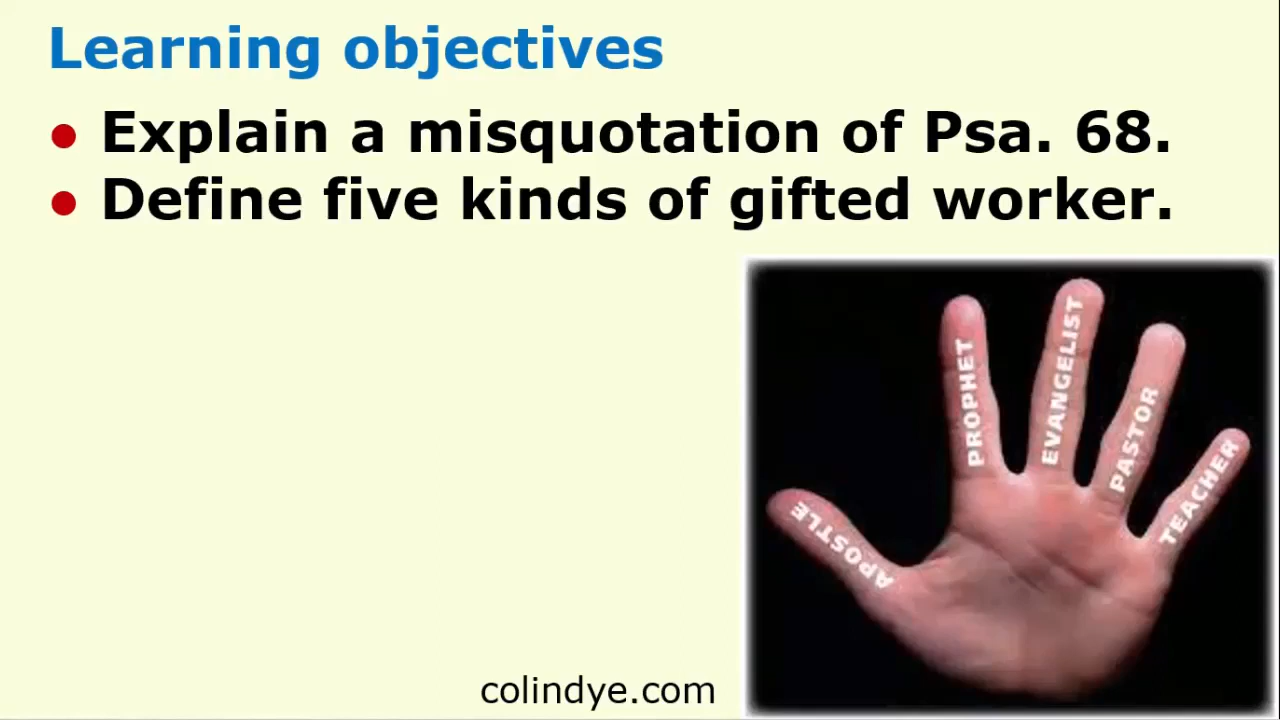 Learning objectives
● Explain a misquotation of Psa. 68.
● Define five kinds of gifted worker.
APOSTLE
PROPHET
EVANGELIST
PASTOR
TEACHER
colindye.com